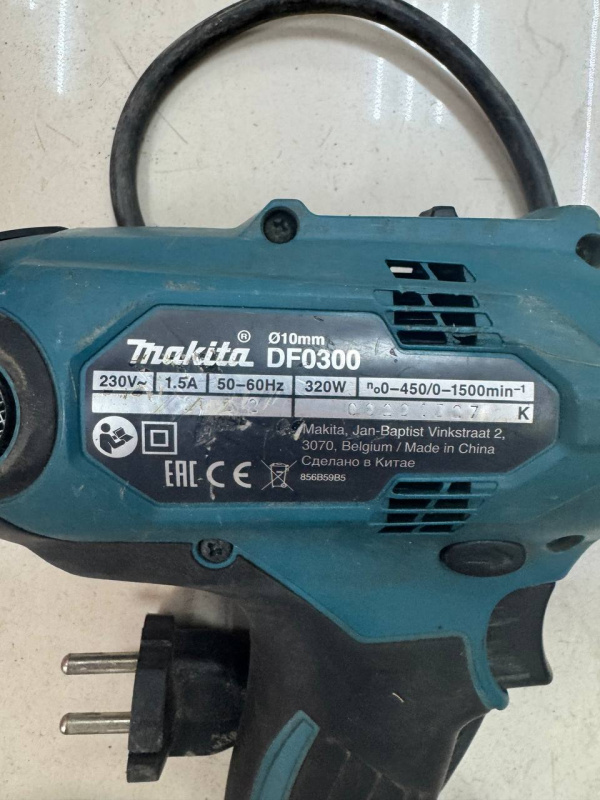 Ø10mm
makita® DF0300
230V~ 1.5A 50–60Hz 320W n₀0–450/0–1500min⁻¹
K
Makita, Jan-Baptist Vinkstraat 2,
3070, Belgium / Made in China
Сделано в Китае
EAC CE
856B59B5